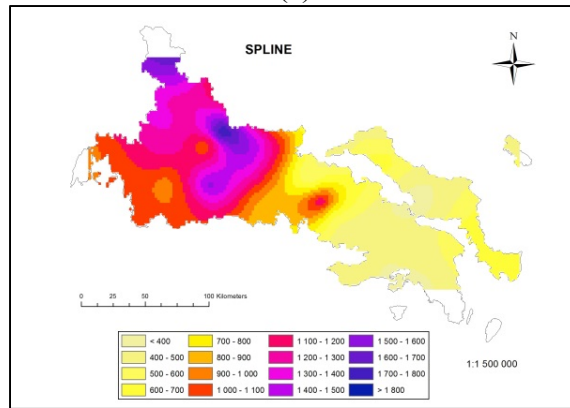 SPLINE
N
0 25 50 100 Kilometers
< 400 700 - 800 1 100 - 1 200 1 500 - 1 600
400 - 500 800 - 900 1 200 - 1 300 1 600 - 1 700
500 - 600 900 - 1 000 1 300 - 1 400 1 700 - 1 800
600 - 700 1 000 - 1 100 1 400 - 1 500 > 1 800
1:1 500 000